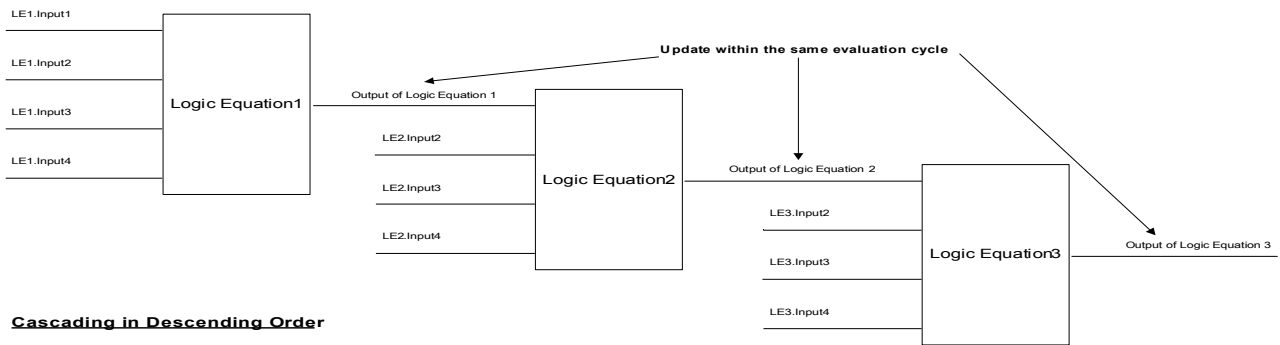 LE1.Input1
LE1.Input2
LE1.Input3
LE1.Input4
Logic Equation1
Update within the same evaluation cycle
Output of Logic Equation 1
LE2.Input2
LE2.Input3
LE2.Input4
Logic Equation2
Output of Logic Equation 2
LE3.Input2
LE3.Input3
LE3.Input4
Logic Equation3
Output of Logic Equation 3
Cascading in Descending Order